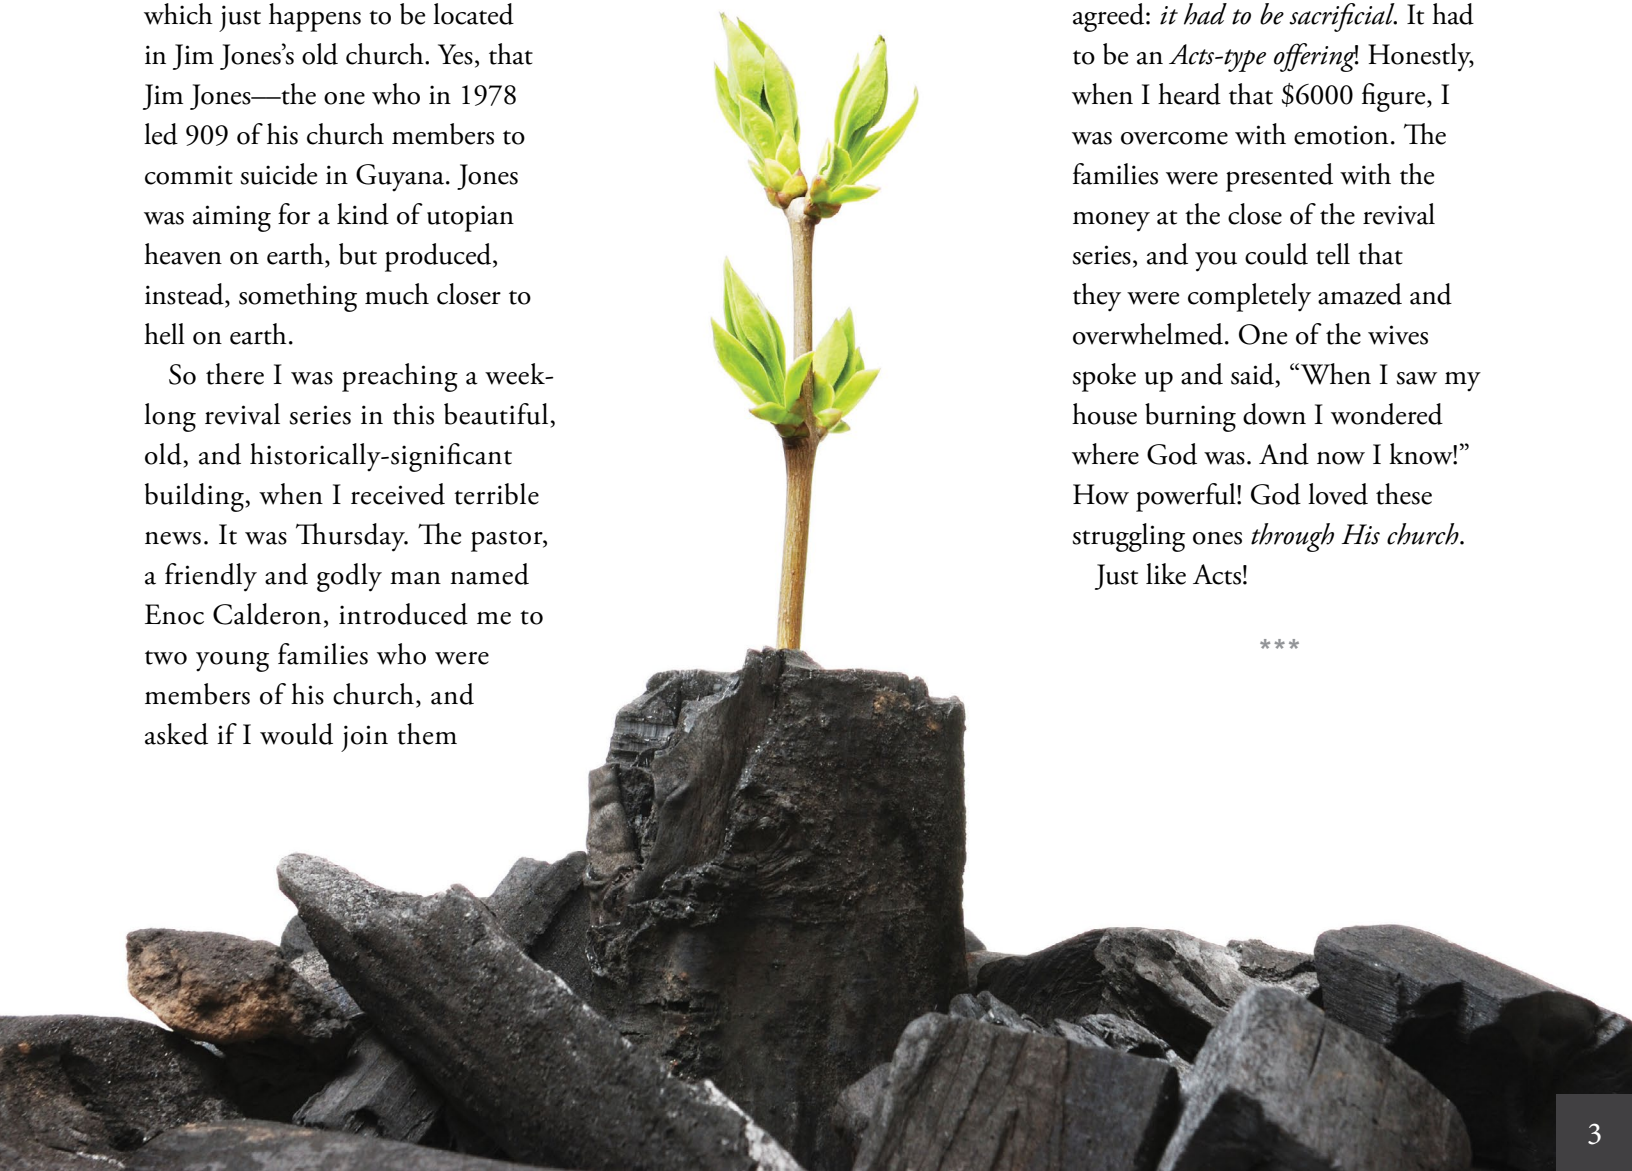 which just happens to be located
in Jim Jones’s old church. Yes, that
Jim Jones—the one who in 1978
led 909 of his church members to
commit suicide in Guyana. Jones
was aiming for a kind of utopian
heaven on earth, but produced,
instead, something much closer to
hell on earth.
So there I was preaching a week-
long revival series in this beautiful,
old, and historically-significant
building, when I received terrible
news. It was Thursday. The pastor,
a friendly and godly man named
Enoc Calderon, introduced me to
two young families who were
members of his church, and
asked if I would join them
agreed: it had to be sacrificial. It had
to be an Acts-type offering! Honestly,
when I heard that $6000 figure, I
was overcome with emotion. The
families were presented with the
money at the close of the revival
series, and you could tell that
they were completely amazed and
overwhelmed. One of the wives
spoke up and said, “When I saw my
house burning down I wondered
where God was. And now I know!”
How powerful! God loved these
struggling ones through His church.
Just like Acts!
***
3